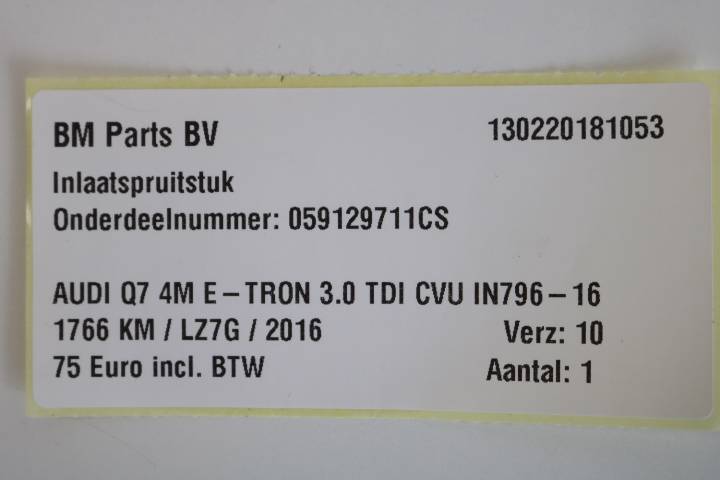 BM Parts BV 130220181053
Inlaatspruitstuk
Onderdeelnummer: 059129711CS
AUDI Q7 4M E-TRON 3.0 TDI CVU IN796-16
1766 KM / LZ7G / 2016 Verz: 10
75 Euro incl. BTW Aantal: 1